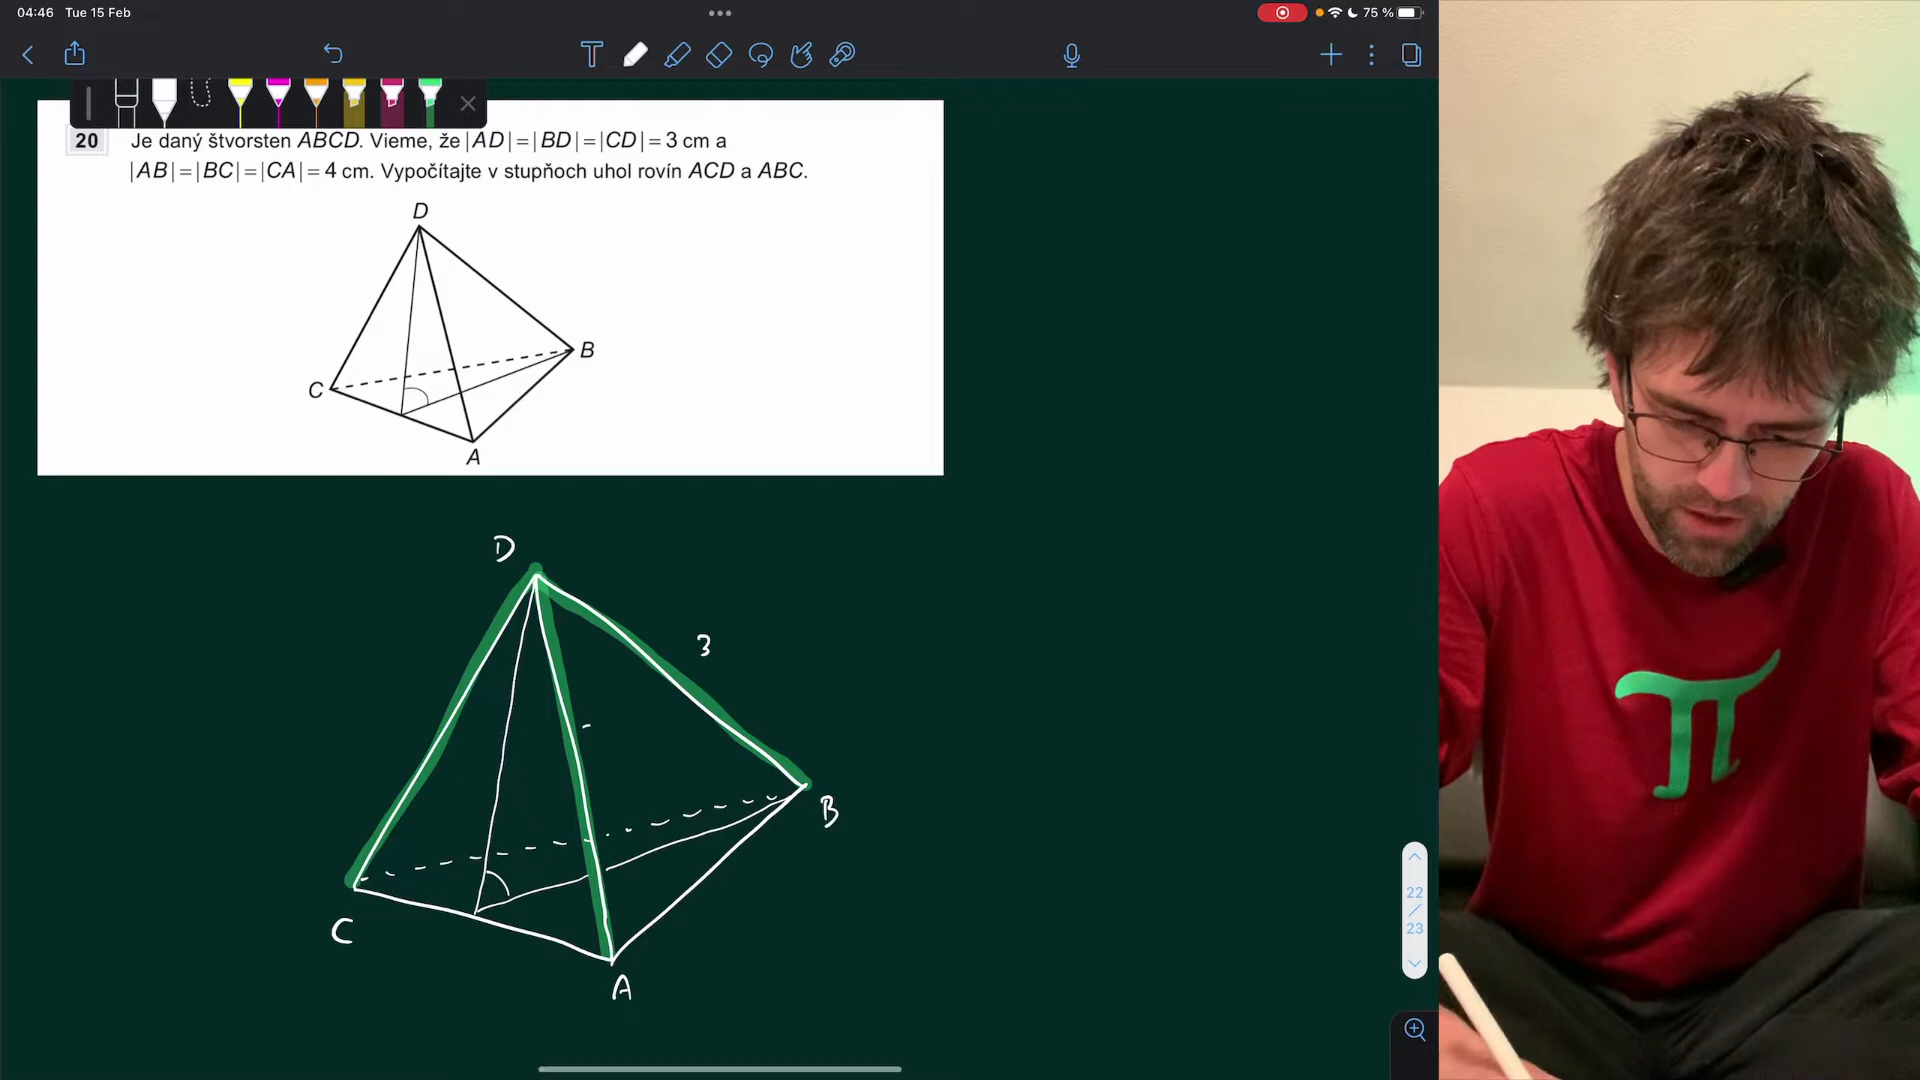 04:46 Tue 15 Feb
75 %
20 Je daný štvorsten ABCD. Vieme, že |AD|=|BD|=|CD|=3 cm a
|AB|=|BC|=|CA|=4 cm. Vypočítajte v stupňoch uhol rovín ACD a ABC.
D
B
C
A
D
3
B
C
A
π
22
/
23